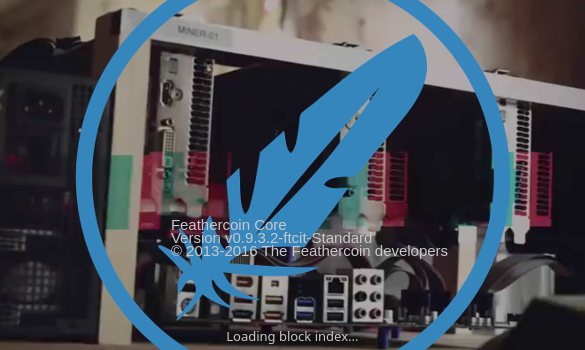 MINER-01
Feathercoin Core
Version v0.9.3.2-ftcit-Standard
© 2013-2016 The Feathercoin developers
Loading block index...